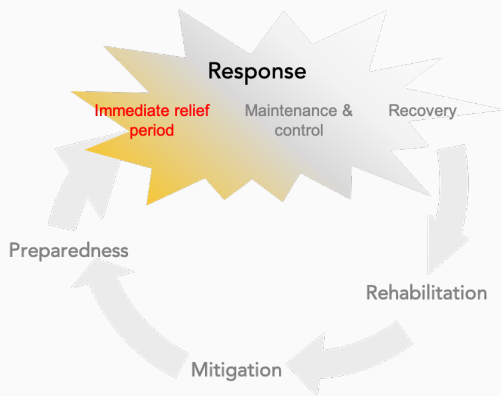 Response
Immediate relief
period
Maintenance &
control
Recovery
Preparedness
Rehabilitation
Mitigation